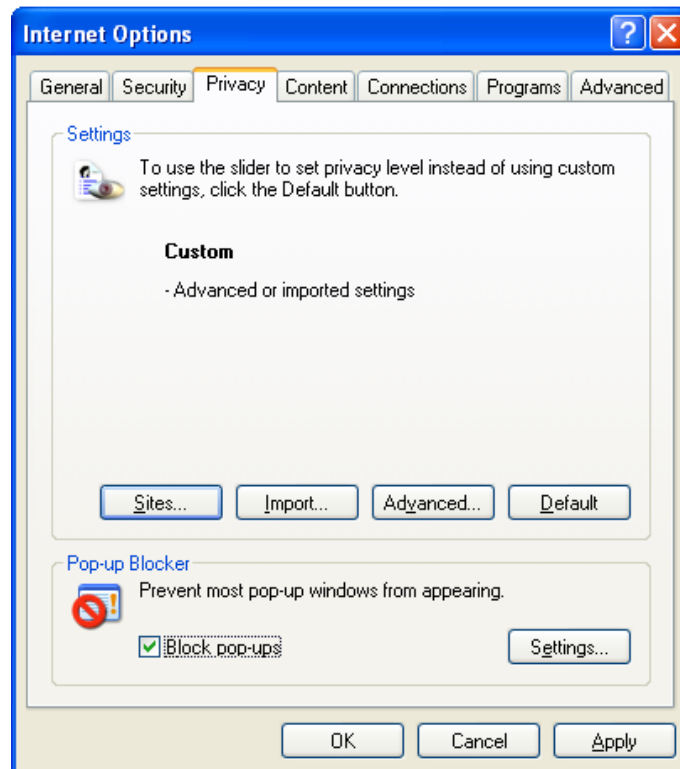 Internet Options
General Security Privacy Content Connections Programs Advanced
Settings
To use the slider to set privacy level instead of using custom
settings, click the Default button.
Custom
- Advanced or imported settings
Sites... Import... Advanced... Default
Pop-up Blocker
Prevent most pop-up windows from appearing.
Block pop-ups Settings...
OK Cancel Apply